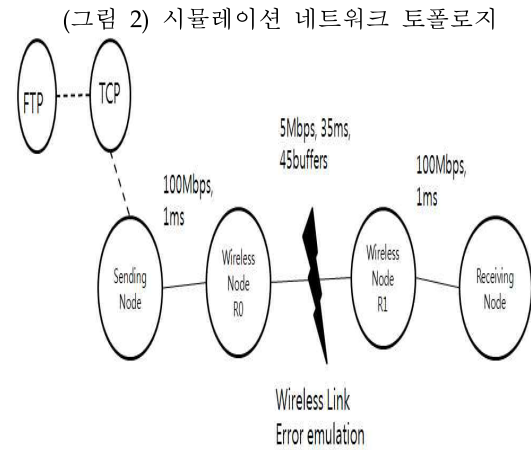 (그림 2) 시뮬레이션 네트워크 토폴로지
FTP
TCP
5Mbps, 35ms,
45buffers
100Mbps,
1ms
100Mbps,
1ms
Sending
Node
Wireless
Node
R0
Wireless
Node
R1
Receiving
Node
Wireless Link
Error emulation